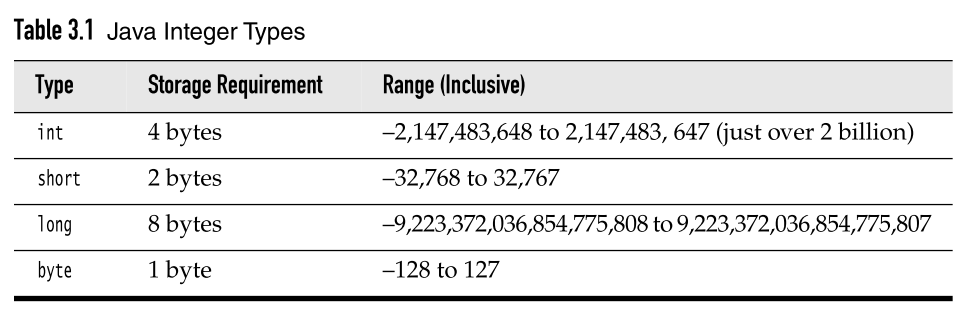 Table 3.1 Java Integer Types
Type Storage Requirement Range (Inclusive)
int 4 bytes –2,147,483,648 to 2,147,483, 647 (just over 2 billion)
short 2 bytes –32,768 to 32,767
long 8 bytes –9,223,372,036,854,775,808 to 9,223,372,036,854,775,807
byte 1 byte –128 to 127